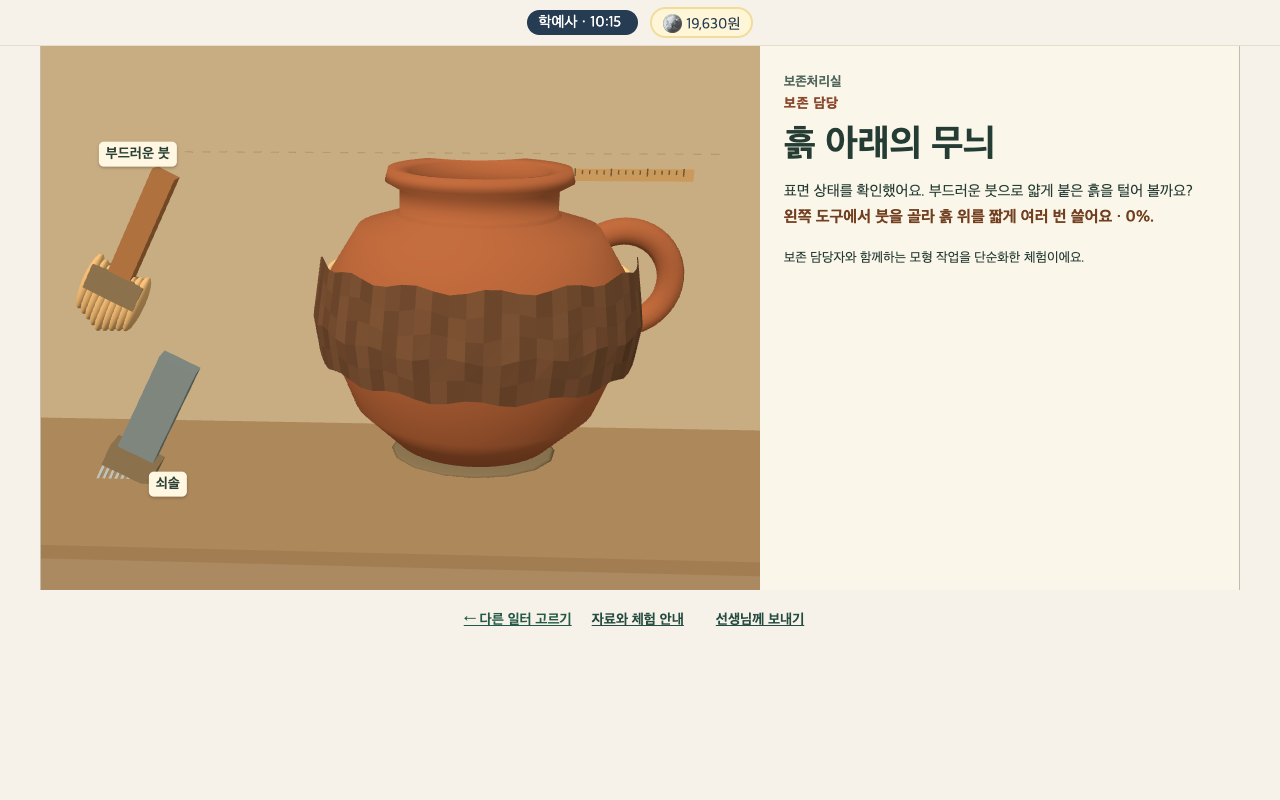 학예사 · 10:15
19,630원
보존처리실
보존 담당
흙 아래의 무늬
표면 상태를 확인했어요. 부드러운 붓으로 얇게 붙은 흙을 털어 볼까요?
왼쪽 도구에서 붓을 골라 흙 위를 짧게 여러 번 쓸어요 · 0%.
보존 담당자와 함께하는 모형 작업을 단순화한 체험이에요.
부드러운 붓
쇠솔
← 다른 일터 고르기
자료와 체험 안내
선생님께 보내기